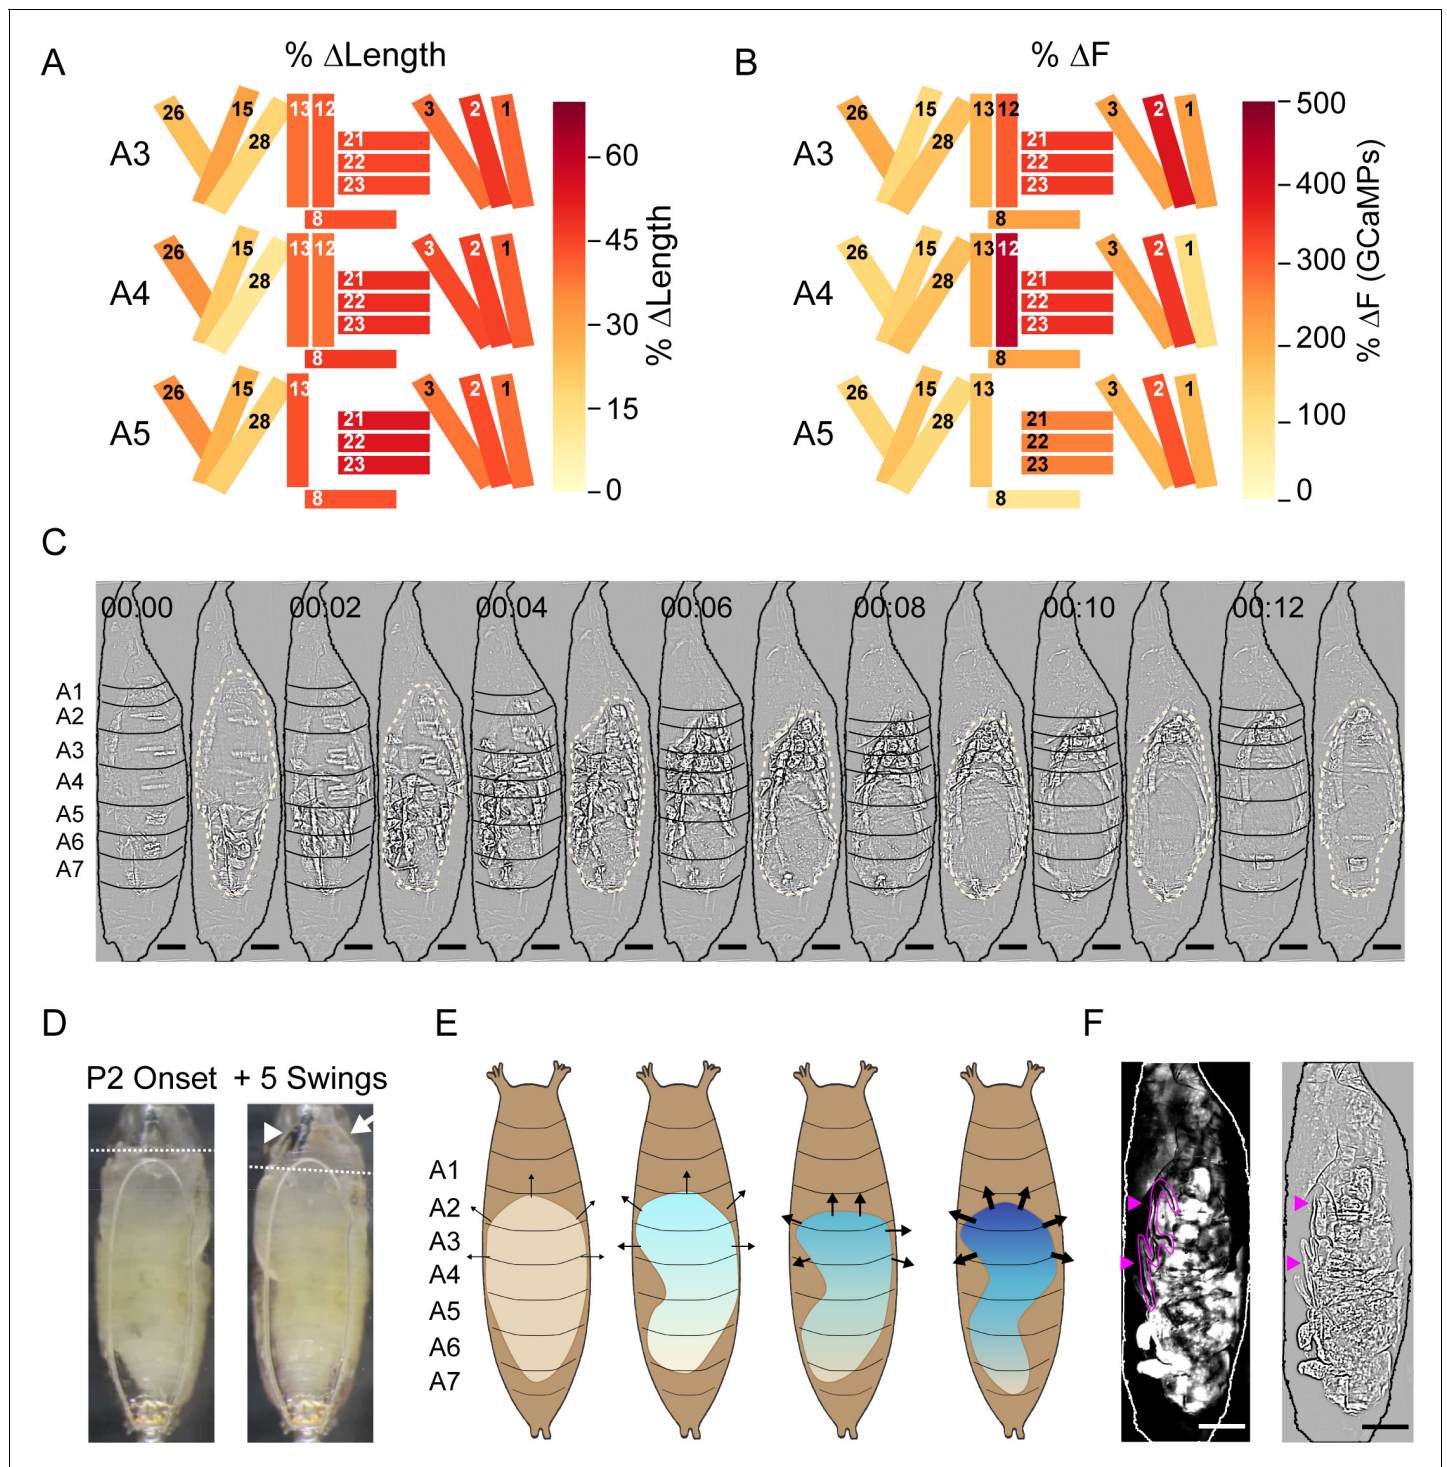 A
% ΔLength
26
15
28
13
12
21
22
23
3
2
1
8
A3
26
15
28
13
12
21
22
23
3
2
1
8
A4
26
15
28
13
21
22
23
3
2
1
8
A5
60
45
30
15
0
% ΔLength
B
% ΔF
26
15
28
13
12
21
22
23
3
2
1
8
A3
26
15
28
13
12
21
22
23
3
2
1
8
A4
26
15
28
13
21
22
23
3
2
1
8
A5
500
400
300
200
100
0
% ΔF (GCaMPs)
C
00:00 00:02 00:04 00:06 00:08 00:10 00:12
A1
A2
A3
A4
A5
A6
A7
D
P2 Onset + 5 Swings
E
A1
A2
A3
A4
A5
A6
A7
F